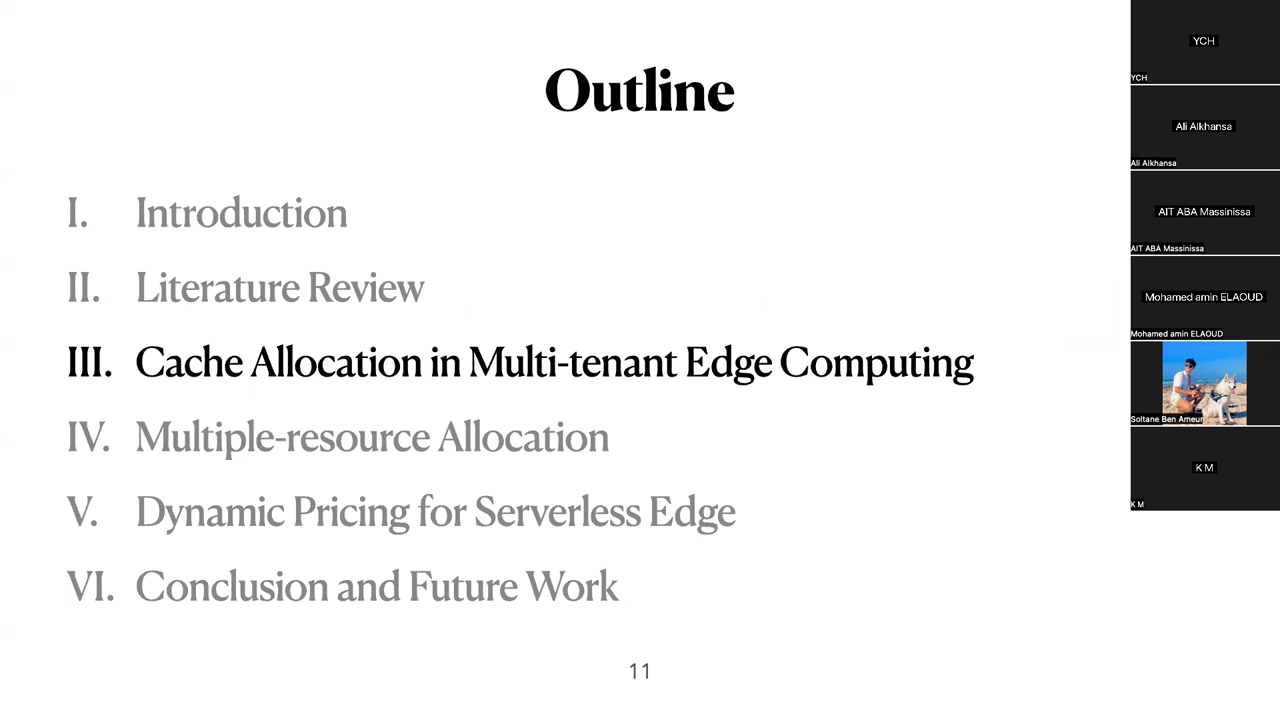 Outline
I. Introduction
II. Literature Review
III. Cache Allocation in Multi-tenant Edge Computing
IV. Multiple-resource Allocation
V. Dynamic Pricing for Serverless Edge
VI. Conclusion and Future Work
11
YCH
YCH
Ali Alkhansa
Ali Alkhansa
AIT ABA Massinissa
AIT ABA Massinissa
Mohamed amin ELAOUD
Mohamed amin ELAOUD
Soltane Ben Ameur
K M
K M